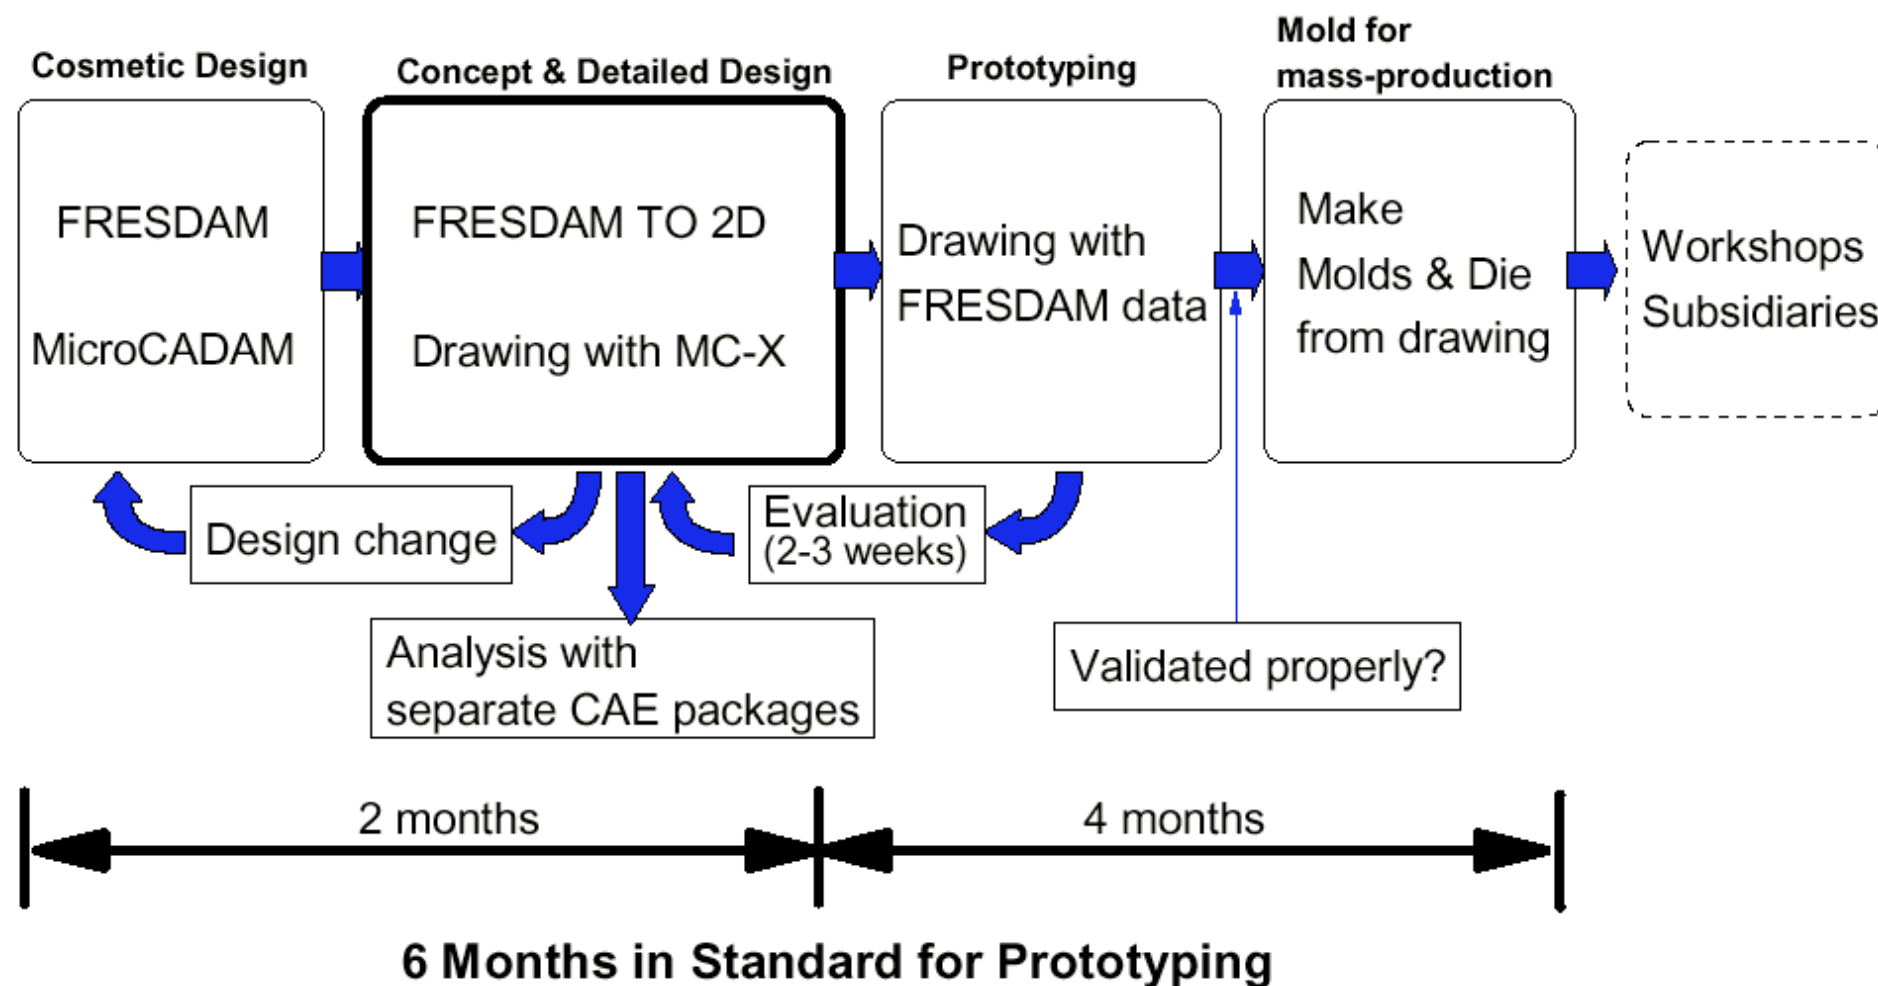 Cosmetic Design
Concept & Detailed Design
Prototyping
Mold for
mass-production
FRESDAM
MicroCADAM
FRESDAM TO 2D
Drawing with MC-X
Drawing with
FRESDAM data
Make
Molds & Die
from drawing
Workshops
Subsidiaries
Design change
Evaluation
(2-3 weeks)
Analysis with
separate CAE packages
Validated properly?
2 months
4 months
6 Months in Standard for Prototyping